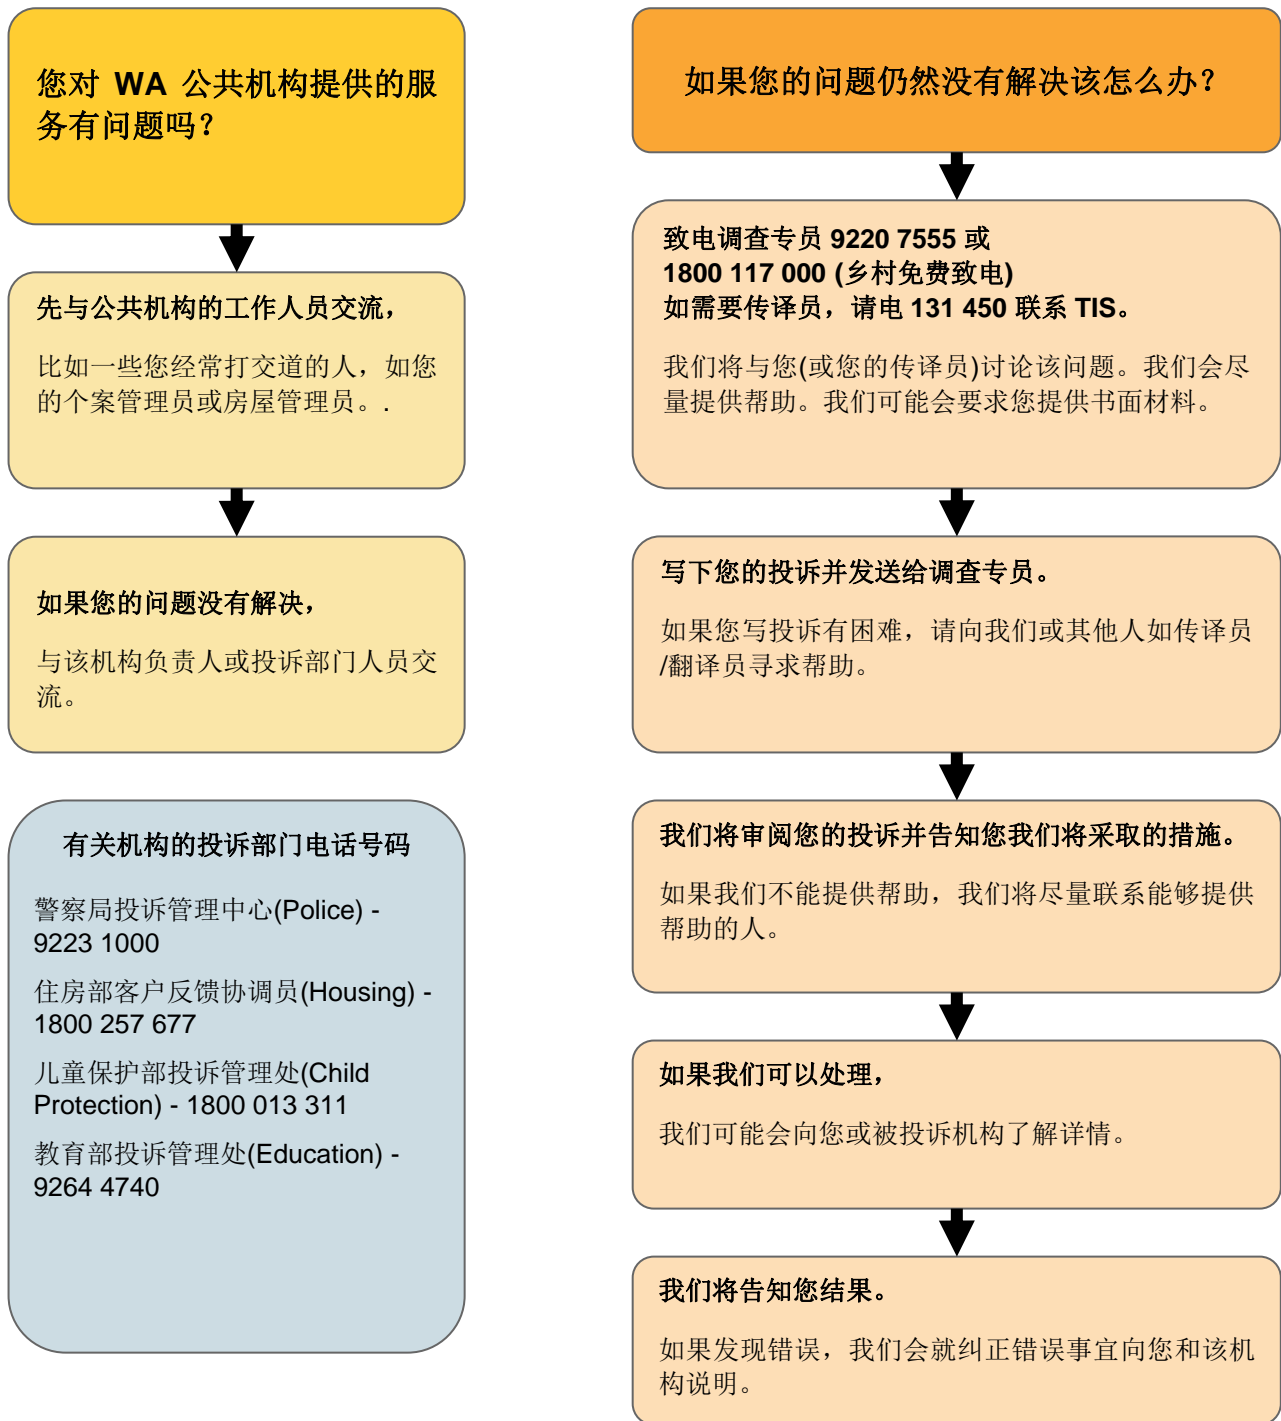 您对 WA 公共机构提供的服
务有问题吗？
先与公共机构的工作人员交流，
比如一些您经常打交道的人，如您
的个案管理员或房屋管理员。.
如果您的问题没有解决，
与该机构负责人或投诉部门人员交
流。
有关机构的投诉部门电话号码
警察局投诉管理中心(Police) -
9223 1000
住房部客户反馈协调员(Housing) -
1800 257 677
儿童保护部投诉管理处(Child
Protection) - 1800 013 311
教育部投诉管理处(Education) -
9264 4740
如果您的问题仍然没有解决该怎么办？
致电调查专员 9220 7555 或
1800 117 000 (乡村免费致电)
如需要传译员，请电 131 450 联系 TIS。
我们将与您(或您的传译员)讨论该问题。我们会尽
量提供帮助。我们可能会要求您提供书面材料。
写下您的投诉并发送给调查专员。
如果您写投诉有困难，请向我们或其他人如传译员
/翻译员寻求帮助。
我们将审阅您的投诉并告知您我们将采取的措施。
如果我们不能提供帮助，我们将尽量联系能够提供
帮助的人。
如果我们可以处理，
我们可能会向您或被投诉机构了解详情。
我们将告知您结果。
如果发现错误，我们会就纠正错误事宜向您和该机
构说明。